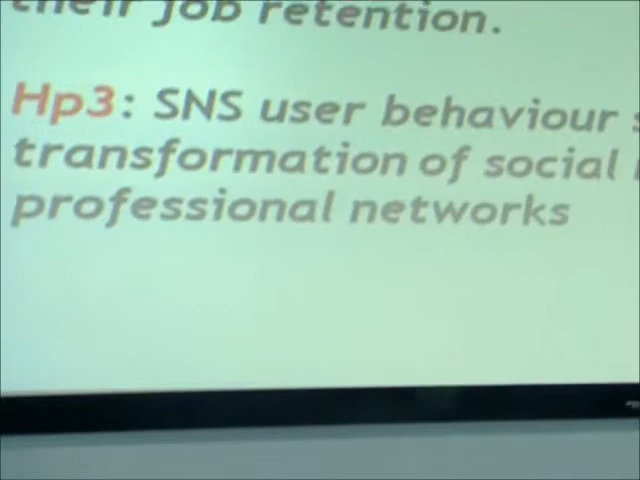 their job retention.
Hp3: SNS user behaviour
transformation of social
professional networks